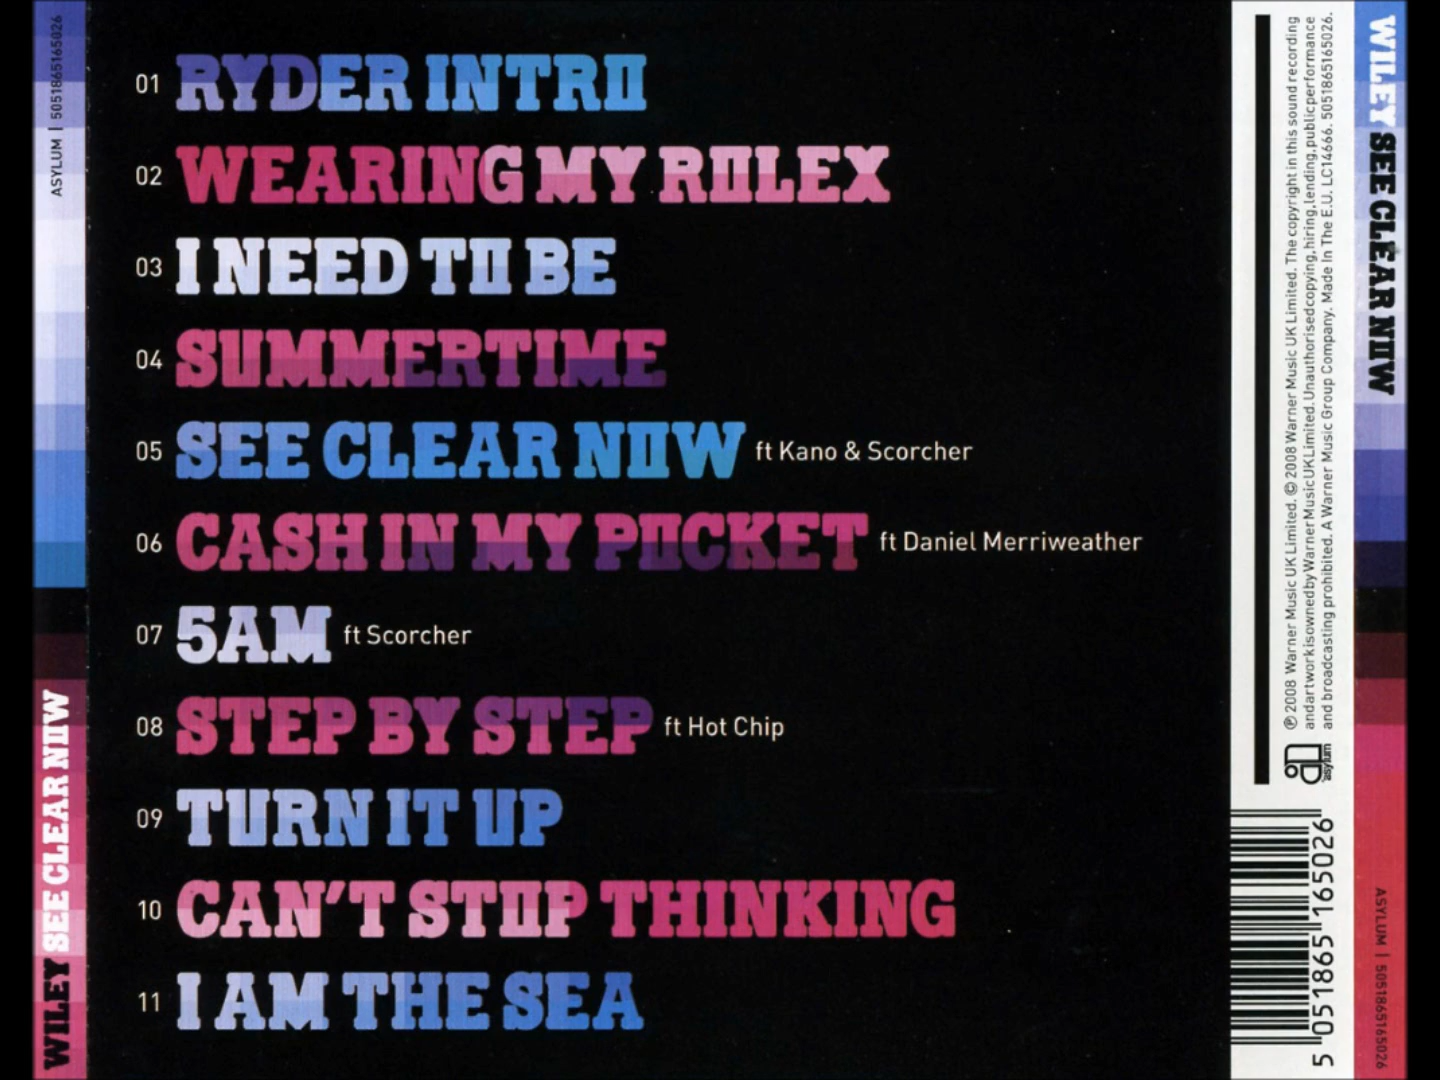 01 RYDER INTRO
02 WEARING MY ROLEX
03 I NEED TO BE
04 SUMMERTIME
05 SEE CLEAR NOW ft Kano & Scorcher
06 CASH IN MY POCKET ft Daniel Merriweather
07 5AM ft Scorcher
08 STEP BY STEP ft Hot Chip
09 TURN IT UP
10 CAN'T STOP THINKING
11 I AM THE SEA
ASYLUM | 5051865165026
WILEY SEE CLEAR NOW
℗ 2008 Warner Music UK Limited. © 2008 Warner Music UK Limited. The copyright in this sound recording
and artwork is owned by Warner Music UK Limited. Unauthorised copying, hiring, lending, public performance
and broadcasting prohibited. A Warner Music Group Company. Made In The E.U. LC14666. 5051865165026.
asylum
5 051865 165026
WILEY SEE CLEAR NOW
ASYLUM | 5051865165026